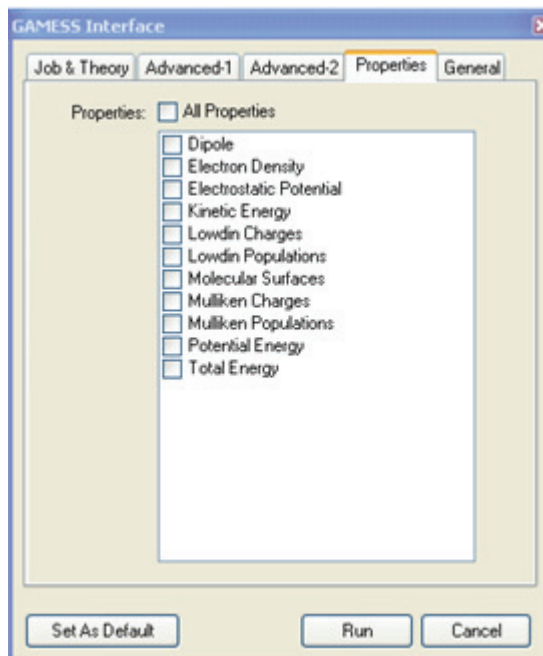 GAMESS Interface
Job & Theory Advanced-1 Advanced-2 Properties General
Properties: All Properties
Dipole
Electron Density
Electrostatic Potential
Kinetic Energy
Lowdin Charges
Lowdin Populations
Molecular Surfaces
Mulliken Charges
Mulliken Populations
Potential Energy
Total Energy
Set As Default Run Cancel